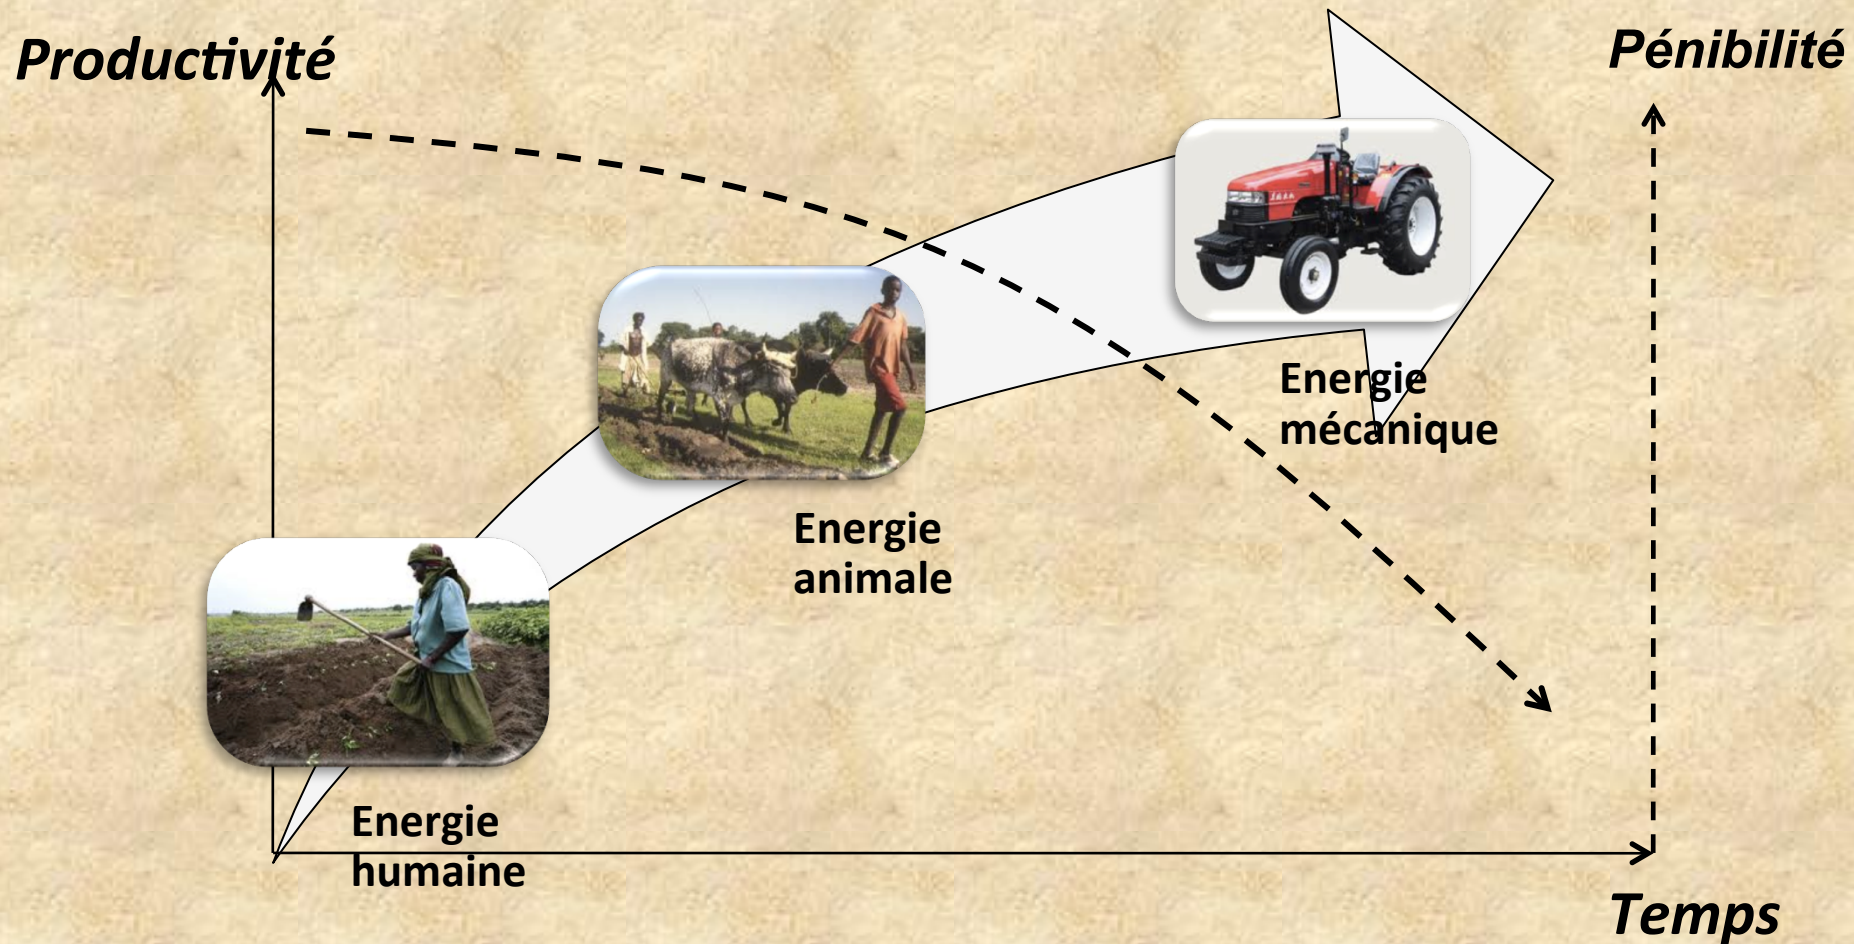 Productivité
Pénibilité
Energie
mécanique
Energie
animale
Energie
humaine
Temps